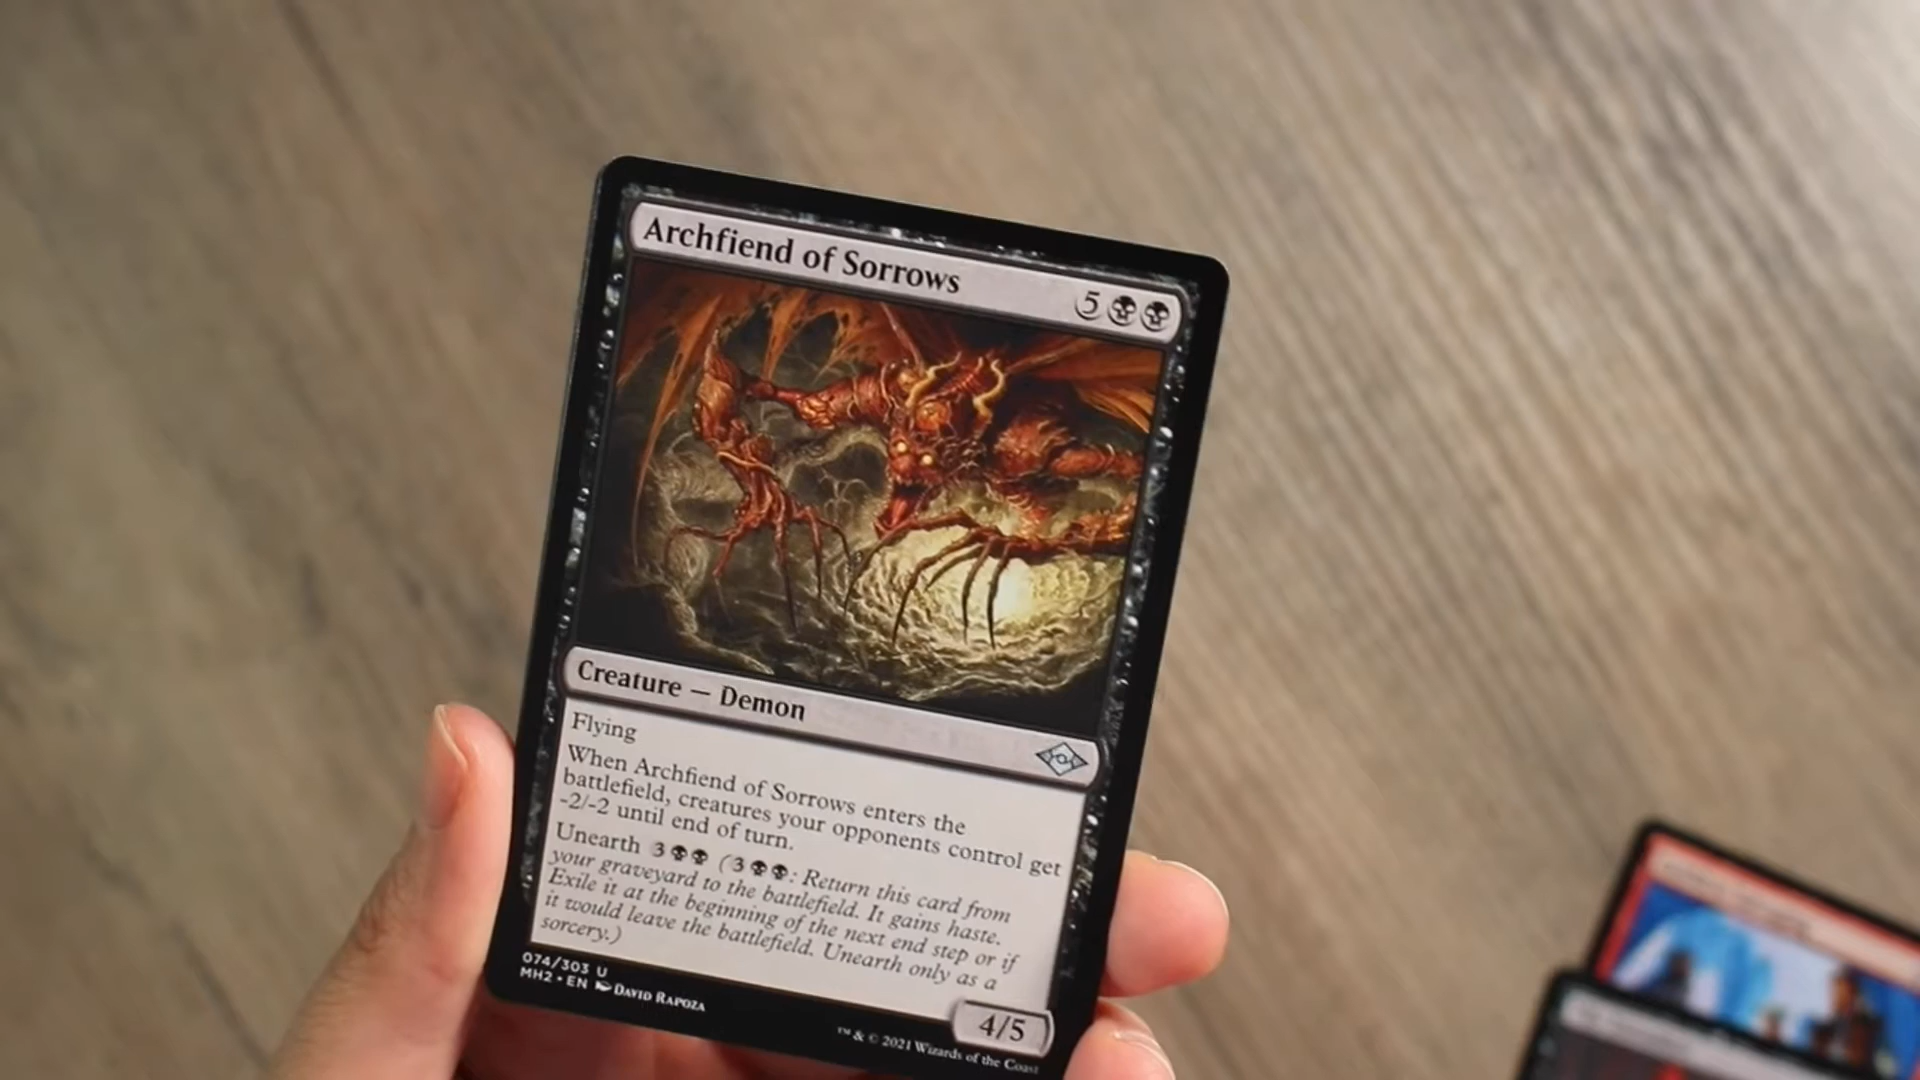 Archfiend of Sorrows
5
Creature — Demon
Flying
When Archfiend of Sorrows enters the
battlefield, creatures your opponents control get
-2/-2 until end of turn.
Unearth 3 (3: Return this card from
your graveyard to the battlefield. It gains haste.
Exile it at the beginning of the next end step or if
it would leave the battlefield. Unearth only as a
sorcery.)
074/303 U
MH2 • EN David Rapoza
4/5
™ & © 2021 Wizards of the Coast